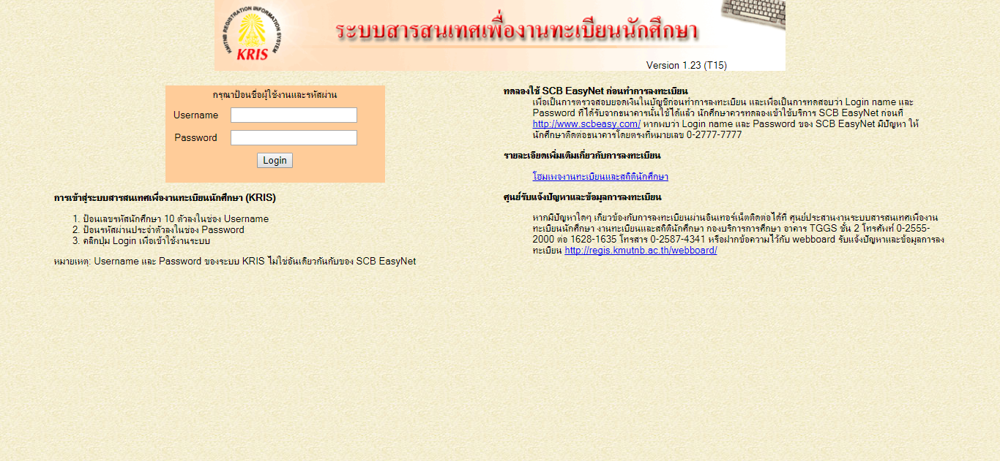 KMITNB REGISTRATION INFORMATION SYSTEM
KRIS
ระบบสารสนเทศเพื่องานทะเบียนนักศึกษา
Version 1.23 (T15)
กรุณาป้อนชื่อผู้ใช้งานและรหัสผ่าน
Username
Password
Login
การเข้าสู่ระบบสารสนเทศเพื่องานทะเบียนนักศึกษา (KRIS)
1. ป้อนเลขรหัสนักศึกษา 10 ตัวลงในช่อง Username
2. ป้อนรหัสผ่านประจำตัวลงในช่อง Password
3. คลิกปุ่ม Login เพื่อเข้าใช้งานระบบ
หมายเหตุ: Username และ Password ของระบบ KRIS ไม่ใช่อันเดียวกันกับของ SCB EasyNet
ทดลองใช้ SCB EasyNet ก่อนทำการลงทะเบียน
เพื่อเป็นการตรวจสอบยอดเงินในบัญชีก่อนทำการลงทะเบียน และเพื่อเป็นการทดสอบว่า Login name และ
Password ที่ได้รับจากธนาคารนั้นใช้ได้แล้ว นักศึกษาควรทดลองเข้าใช้บริการ SCB EasyNet ก่อนที่
http://www.scbeasy.com/ หากพบว่า Login name และ Password ของ SCB EasyNet มีปัญหา ให้
นักศึกษาติดต่อธนาคารโดยตรงที่หมายเลข 0-2777-7777
รายละเอียดเพิ่มเติมเกี่ยวกับการลงทะเบียน
โฮมเพจงานทะเบียนและสถิตินักศึกษา
ศูนย์รับแจ้งปัญหาและข้อมูลการลงทะเบียน
หากมีปัญหาใดๆ เกี่ยวข้องกับการลงทะเบียนผ่านอินเทอร์เน็ตติดต่อได้ที่ ศูนย์ประสานงานระบบสารสนเทศเพื่องาน
ทะเบียนนักศึกษา งานทะเบียนและสถิตินักศึกษา กองบริการการศึกษา อาคาร TGGS ชั้น 2 โทรศัพท์ 0-2555-
2000 ต่อ 1628-1635 โทรสาร 0-2587-4341 หรือฝากข้อความไว้กับ webboard รับแจ้งปัญหาและข้อมูลการลง
ทะเบียน http://regis.kmutnb.ac.th/webboard/